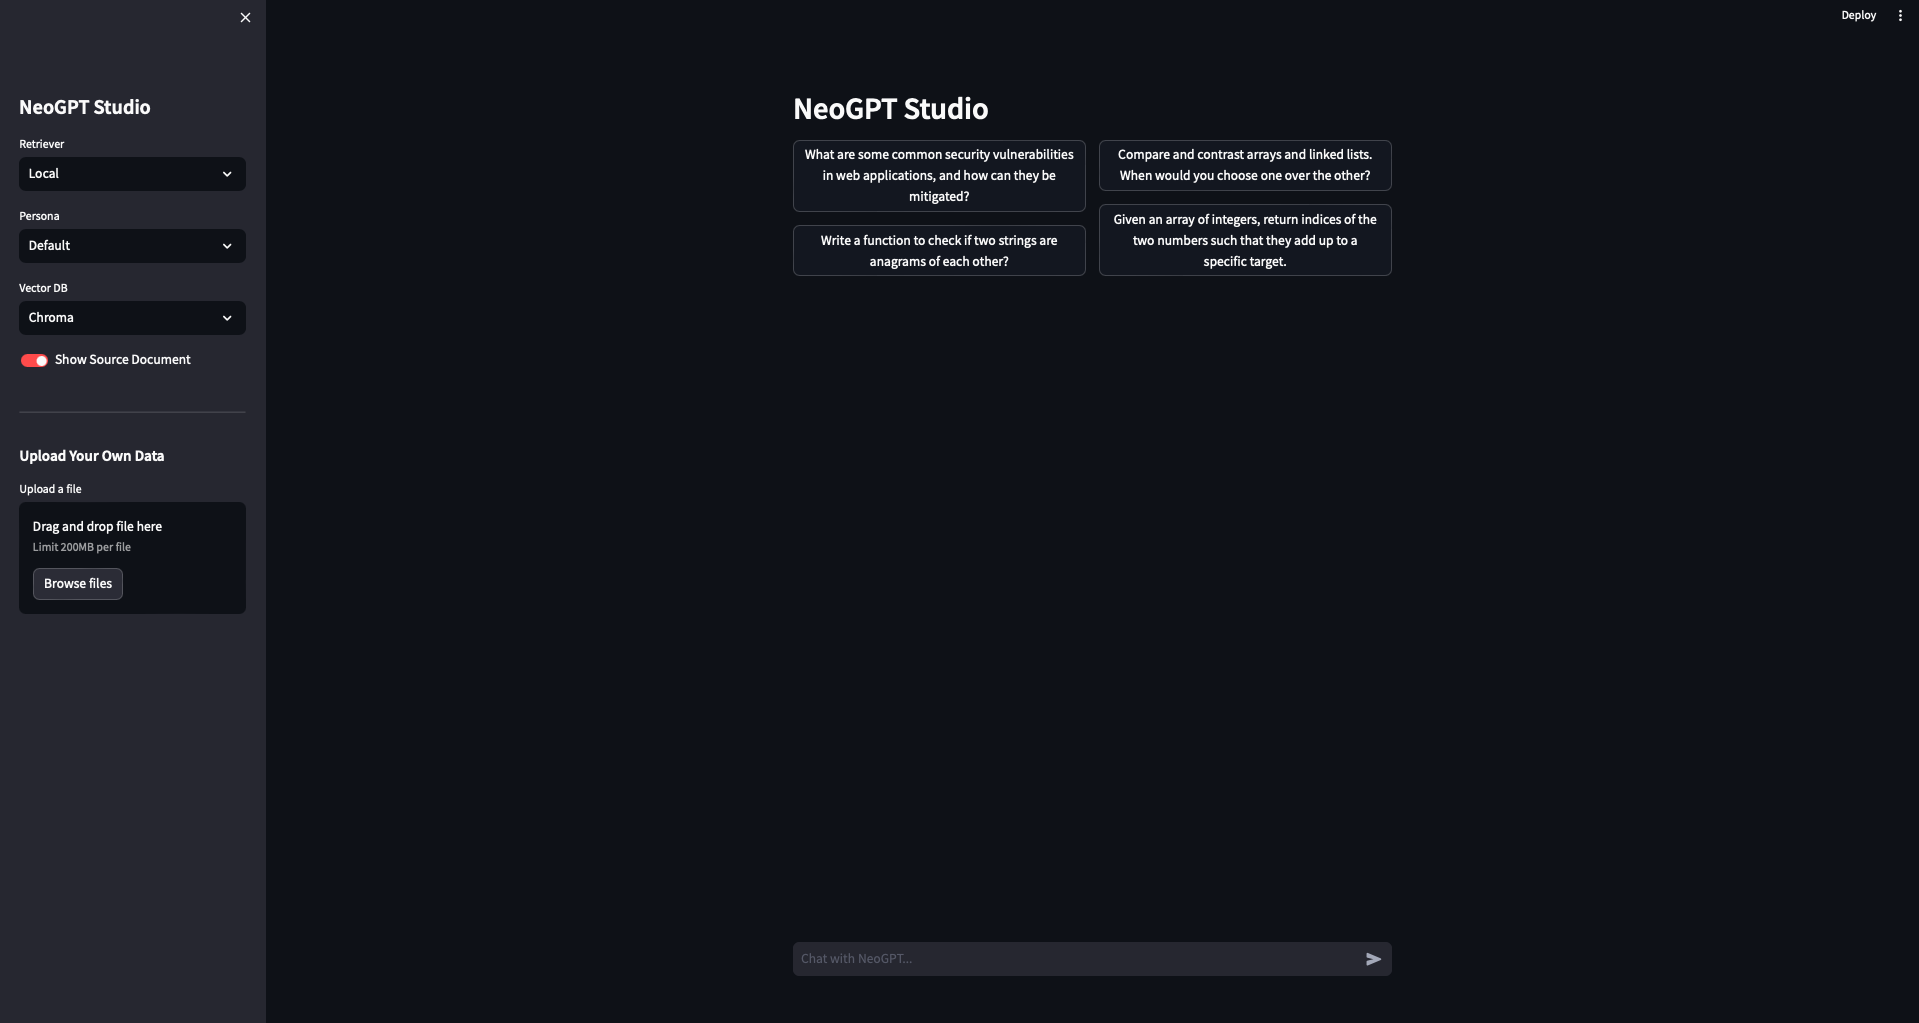 NeoGPT Studio
Retriever
Local
Persona
Default
Vector DB
Chroma
Show Source Document
Upload Your Own Data
Upload a file
Drag and drop file here
Limit 200MB per file
Browse files
Deploy
NeoGPT Studio
What are some common security vulnerabilities
in web applications, and how can they be
mitigated?
Write a function to check if two strings are
anagrams of each other?
Compare and contrast arrays and linked lists.
When would you choose one over the other?
Given an array of integers, return indices of the
two numbers such that they add up to a
specific target.
Chat with NeoGPT...